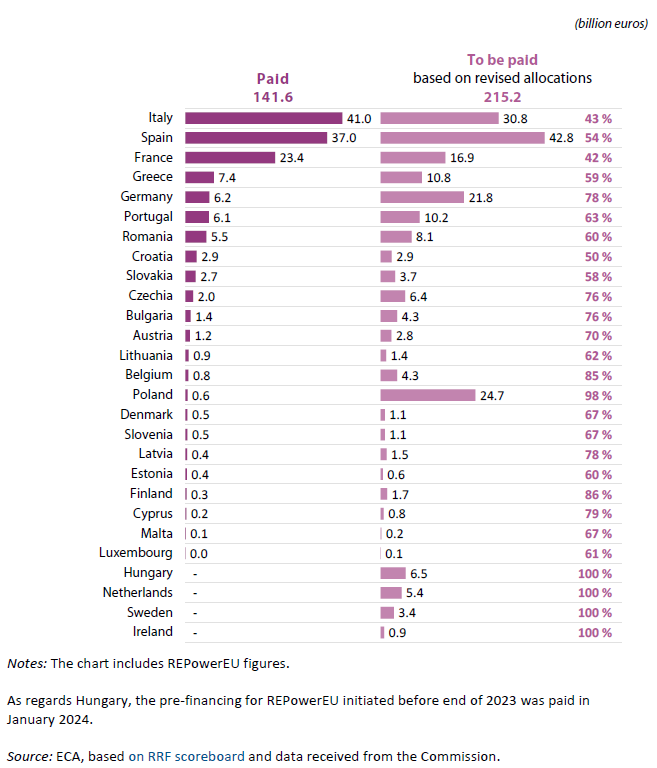 (billion euros)
To be paid
Paid based on revised allocations
141.6 215.2
Italy 41.0 30.8 43 %
Spain 37.0 42.8 54 %
France 23.4 16.9 42 %
Greece 7.4 10.8 59 %
Germany 6.2 21.8 78 %
Portugal 6.1 10.2 63 %
Romania 5.5 8.1 60 %
Croatia 2.9 2.9 50 %
Slovakia 2.7 3.7 58 %
Czechia 2.0 6.4 76 %
Bulgaria 1.4 4.3 76 %
Austria 1.2 2.8 70 %
Lithuania 0.9 1.4 62 %
Belgium 0.8 4.3 85 %
Poland 0.6 24.7 98 %
Denmark 0.5 1.1 67 %
Slovenia 0.5 1.1 67 %
Latvia 0.4 1.5 78 %
Estonia 0.4 0.6 60 %
Finland 0.3 1.7 86 %
Cyprus 0.2 0.8 79 %
Malta 0.1 0.2 67 %
Luxembourg 0.0 0.1 61 %
Hungary - 6.5 100 %
Netherlands - 5.4 100 %
Sweden - 3.4 100 %
Ireland - 0.9 100 %
Notes: The chart includes REPowerEU figures.
As regards Hungary, the pre-financing for REPowerEU initiated before end of 2023 was paid in
January 2024.
Source: ECA, based on RRF scoreboard and data received from the Commission.